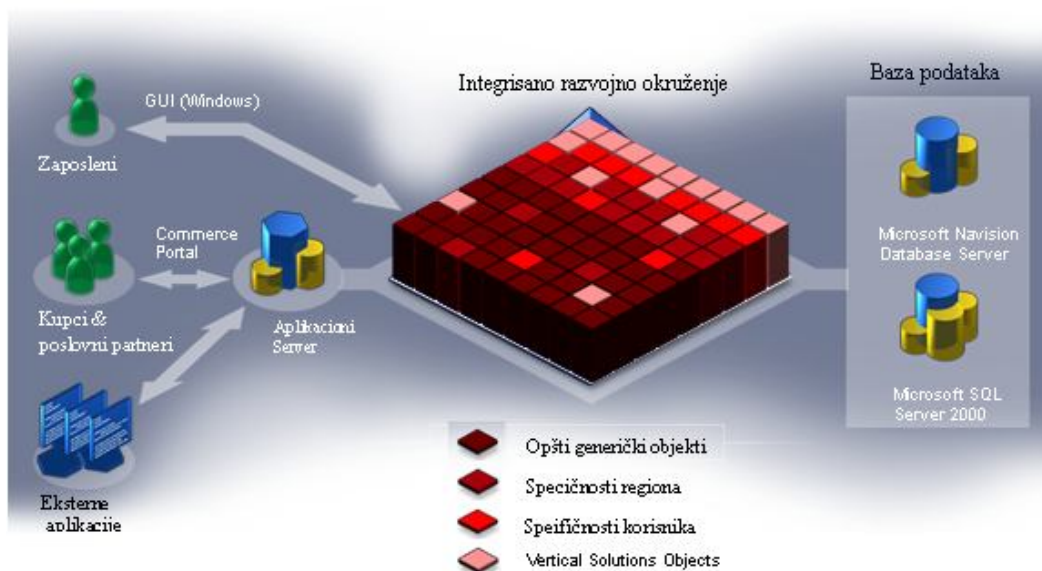 Integrisano razvojno okruženje
Baza podataka
GUI (Windows)
Zaposleni
Commerce
Portal
Kupci &
poslovni partneri
Aplikacioni
Server
Eksterne
aplikacije
Microsoft Navision
Database Server
Microsoft SQL
Server 2000
Opšti generički objekti
Specičnosti regiona
Speifičnosti korisnika
Vertical Solutions Objects